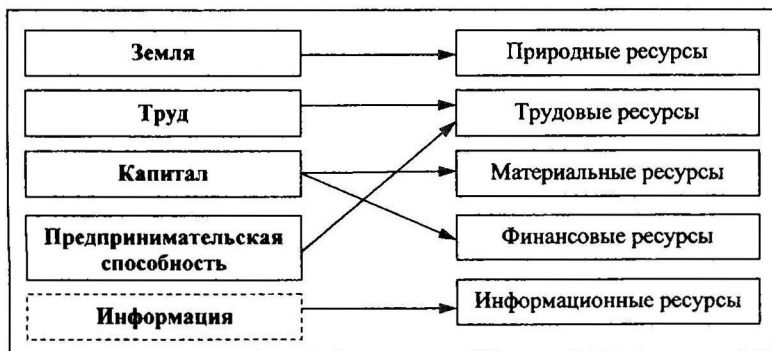 Земля
Природные ресурсы
Труд
Трудовые ресурсы
Капитал
Материальные ресурсы
Предпринимательская
способность
Финансовые ресурсы
Информация
Информационные ресурсы